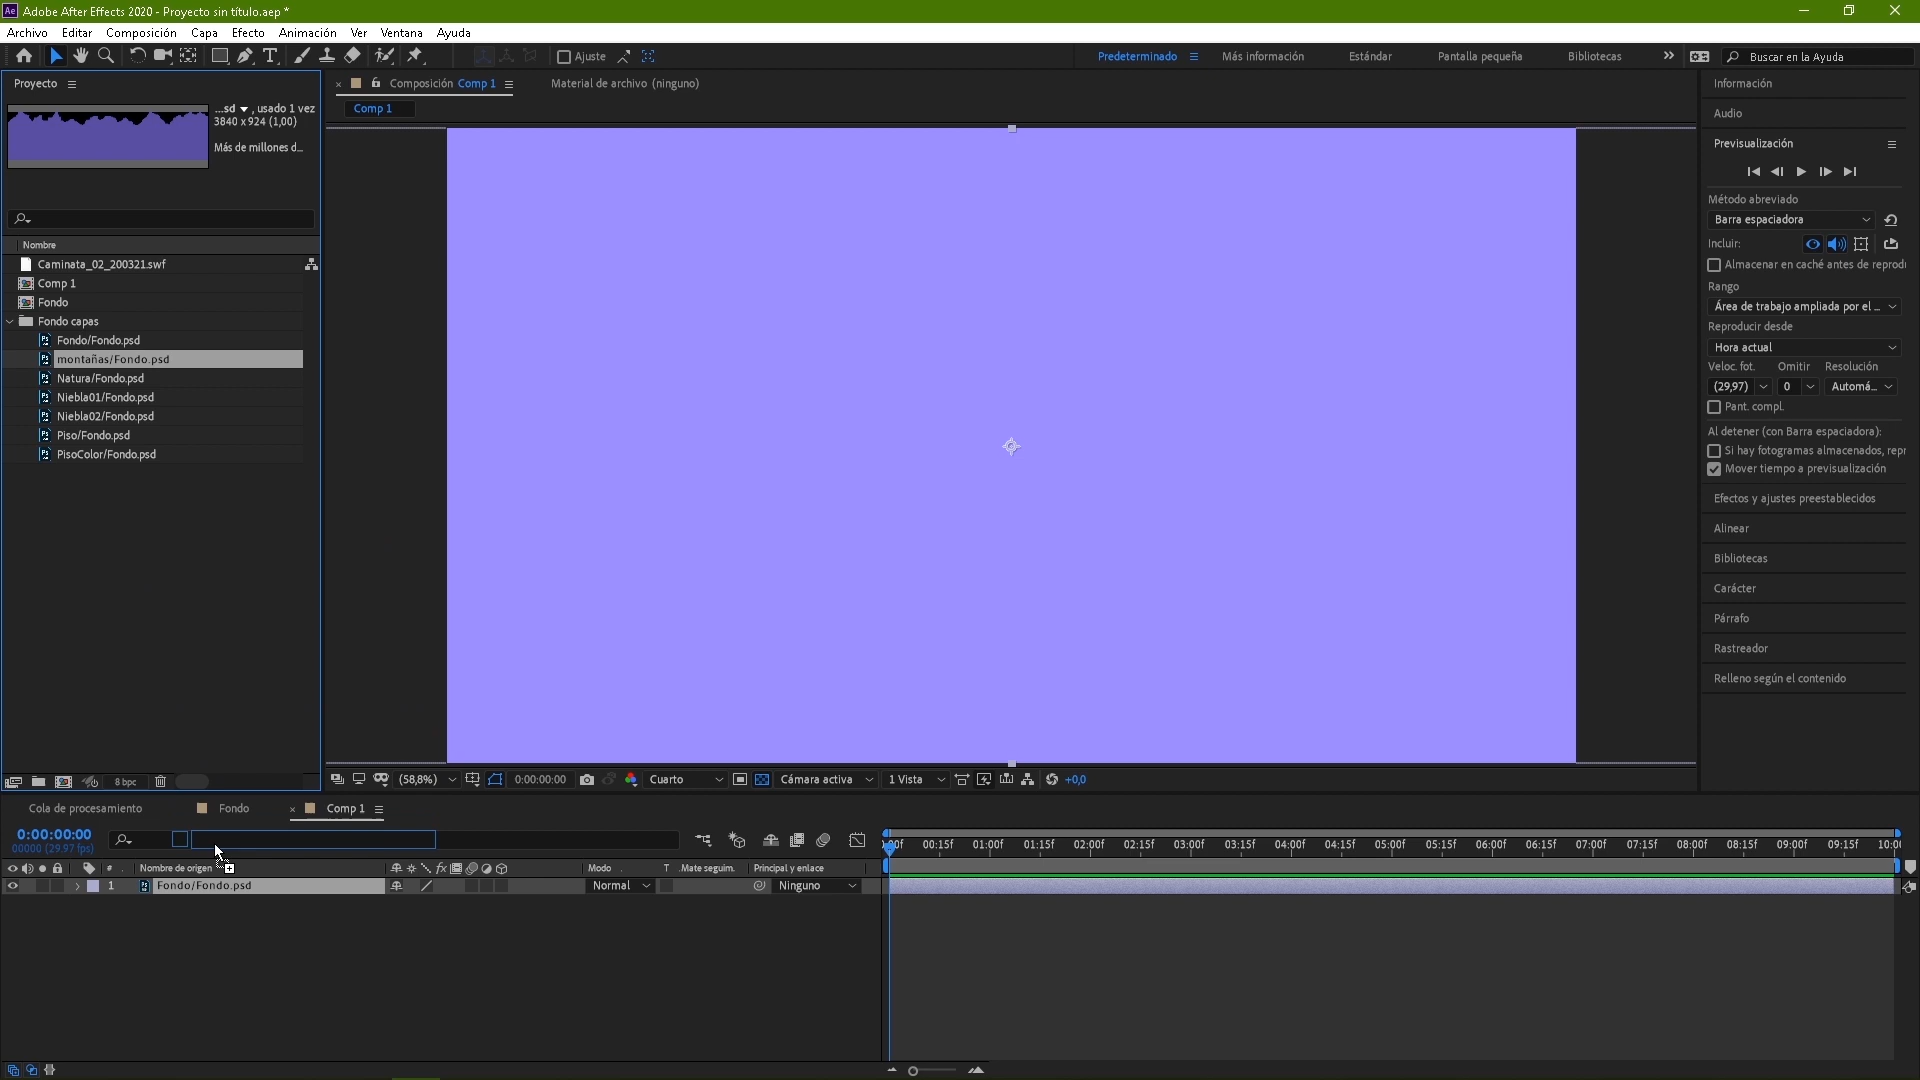 Ae Adobe After Effects 2020 - Proyecto sin título.aep *
Archivo Editar Composición Capa Efecto Animación Ver Ventana Ayuda
Ajuste
Predeterminado Más información Estándar Pantalla pequeña Bibliotecas
Buscar en la Ayuda
Proyecto
...sd , usado 1 vez
3840 x 924 (1,00)
Más de millones d...
Nombre
Caminata_02_200321.swf
Comp 1
Fondo
Fondo capas
Fondo/Fondo.psd
montañas/Fondo.psd
Natura/Fondo.psd
Niebla01/Fondo.psd
Niebla02/Fondo.psd
Piso/Fondo.psd
PisoColor/Fondo.psd
8 bpc
Composición Comp 1
Material de archivo (ninguno)
Comp 1
(58,8%) 0:00:00:00 Cuarto Cámara activa 1 Vista +0,0
Información
Audio
Previsualización
Método abreviado
Barra espaciadora
Incluir:
Almacenar en caché antes de reprodu
Rango
Área de trabajo ampliada por el ...
Reproducir desde
Hora actual
Veloc. fot. Omitir Resolución
(29,97) 0 Automá...
Pant. compl.
Al detener (con Barra espaciadora):
Si hay fotogramas almacenados, repr
Mover tiempo a previsualización
Efectos y ajustes preestablecidos
Alinear
Bibliotecas
Carácter
Párrafo
Rastreador
Relleno según el contenido
Cola de procesamiento Fondo Comp 1
0:00:00:00
00000 (29.97 fps)
00:15f 01:00f 01:15f 02:00f 02:15f 03:00f 03:15f 04:00f 04:15f 05:00f 05:15f 06:00f 06:15f 07:00f 07:15f 08:00f 08:15f 09:00f 09:15f 10:00
# Nombre de origen fx Modo T .Mate seguim. Principal y enlace
1 Fondo/Fondo.psd Normal Ninguno